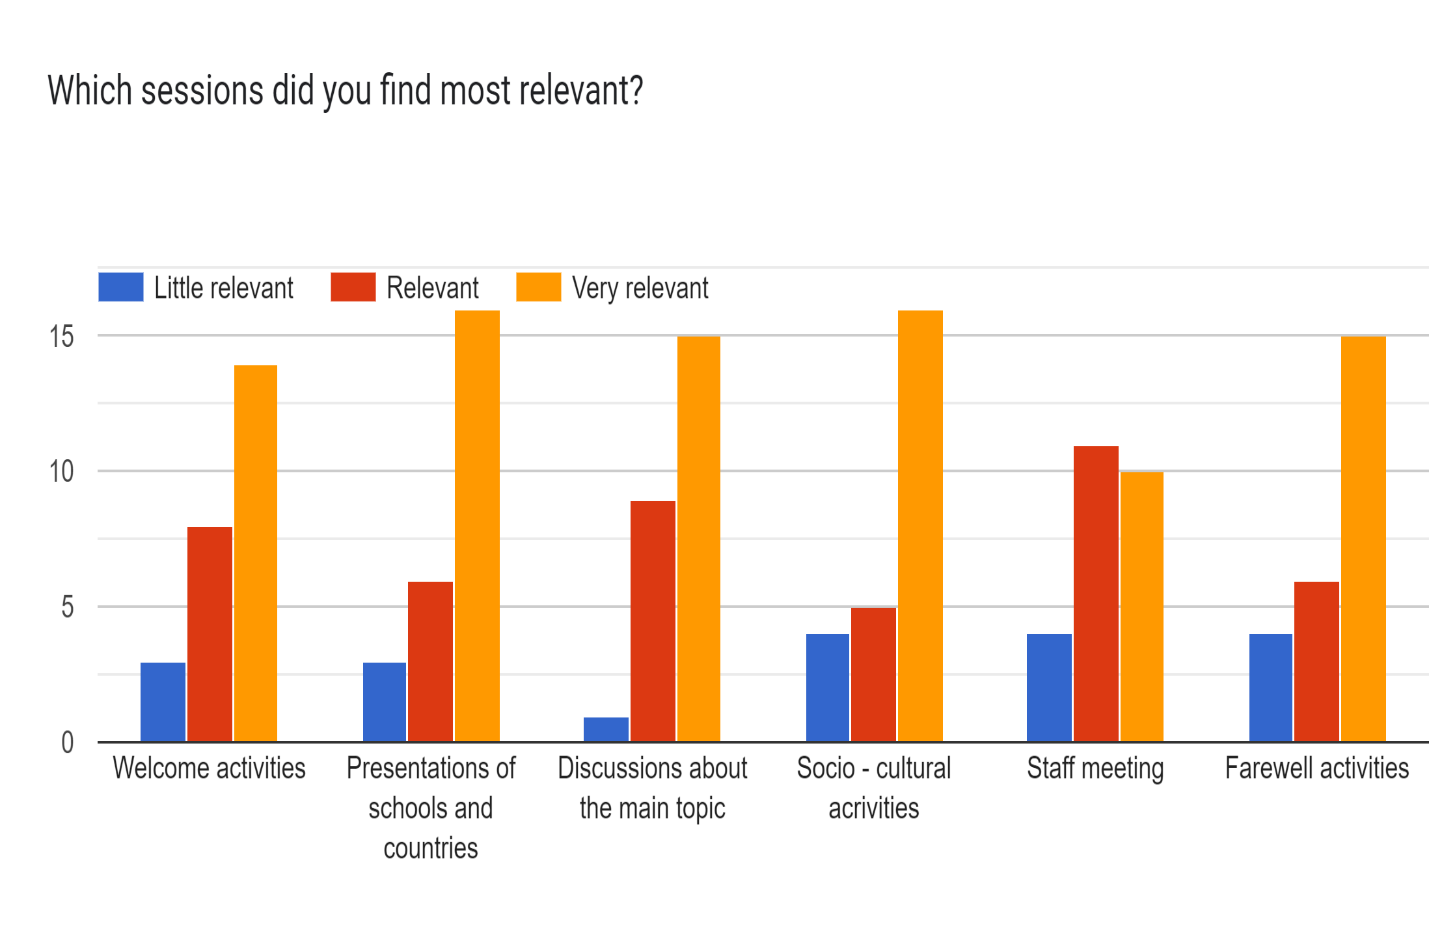 Which sessions did you find most relevant?
Little relevant Relevant Very relevant
15
10
5
0
Welcome activities Presentations of Discussions about Socio - cultural Staff meeting Farewell activities
schools and the main topic acrivities
countries